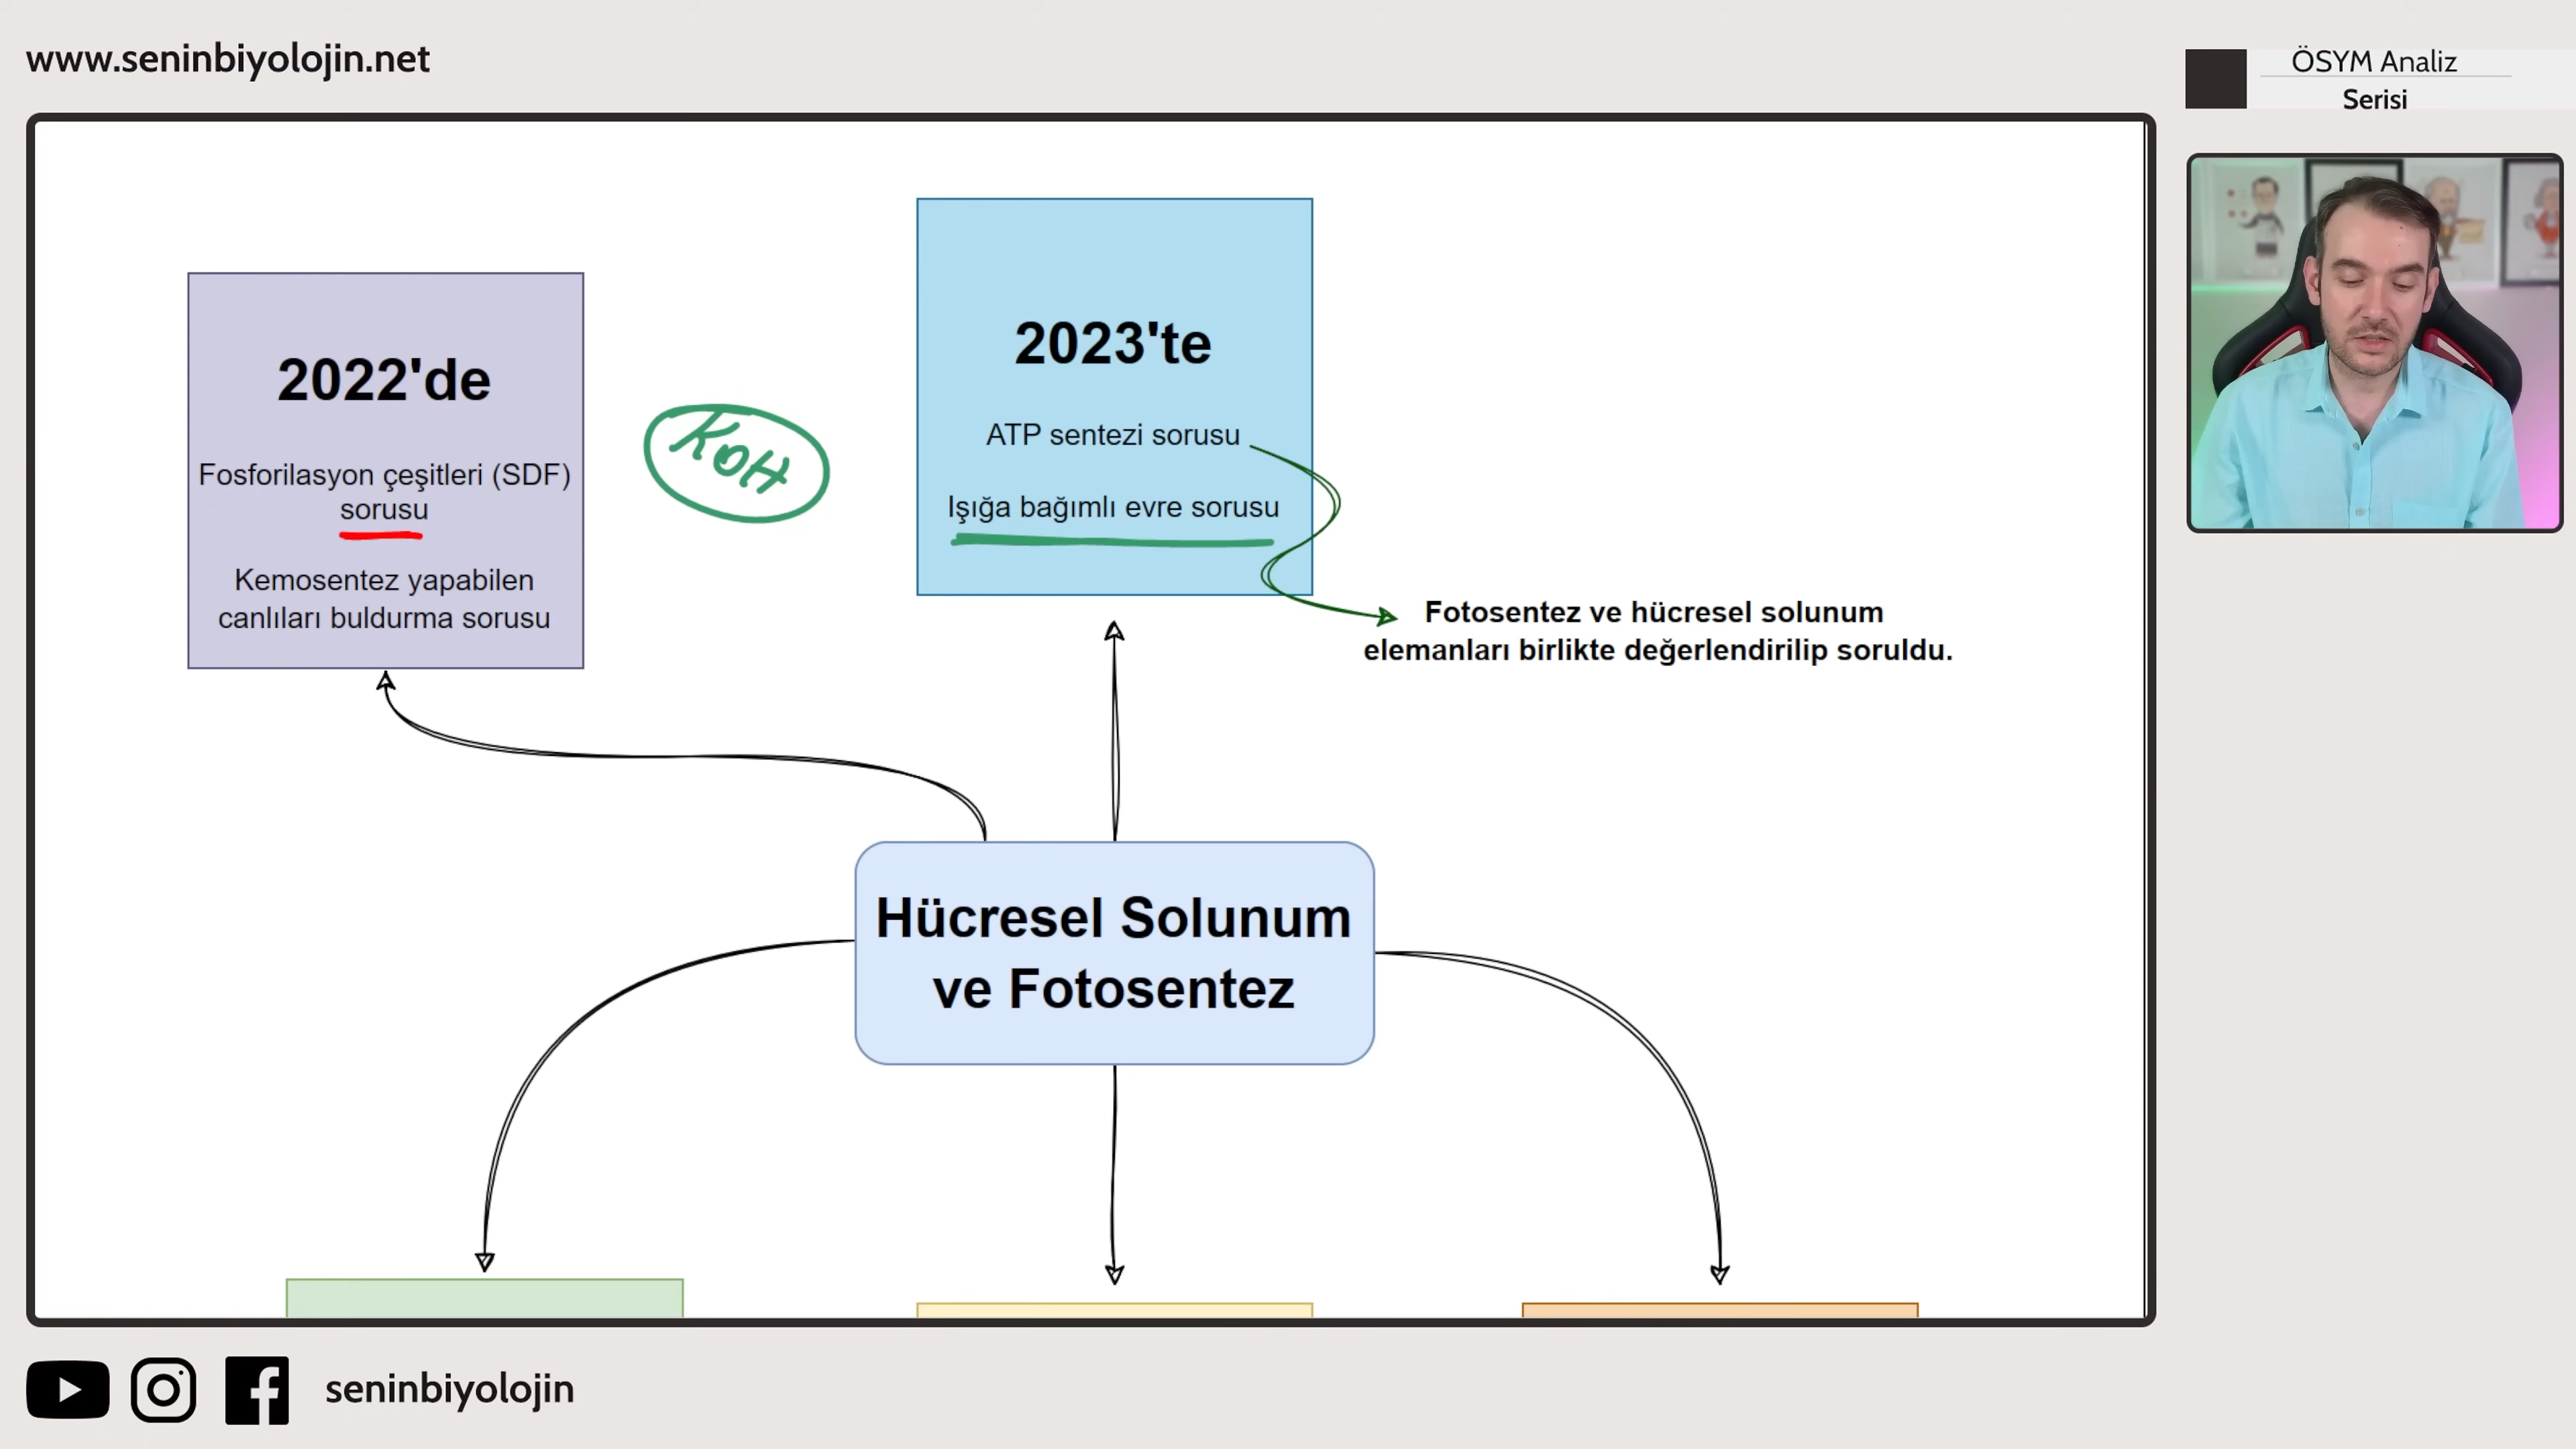 www.seninbiyolojin.net
ÖSYM Analiz
Serisi
2022'de
Fosforilasyon çeşitleri (SDF)
sorusu
Kemosentez yapabilen
canlıları buldurma sorusu
KOH
2023'te
ATP sentezi sorusu
Işığa bağımlı evre sorusu
Fotosentez ve hücresel solunum
elemanları birlikte değerlendirilip soruldu.
Hücresel Solunum
ve Fotosentez
seninbiyolojin